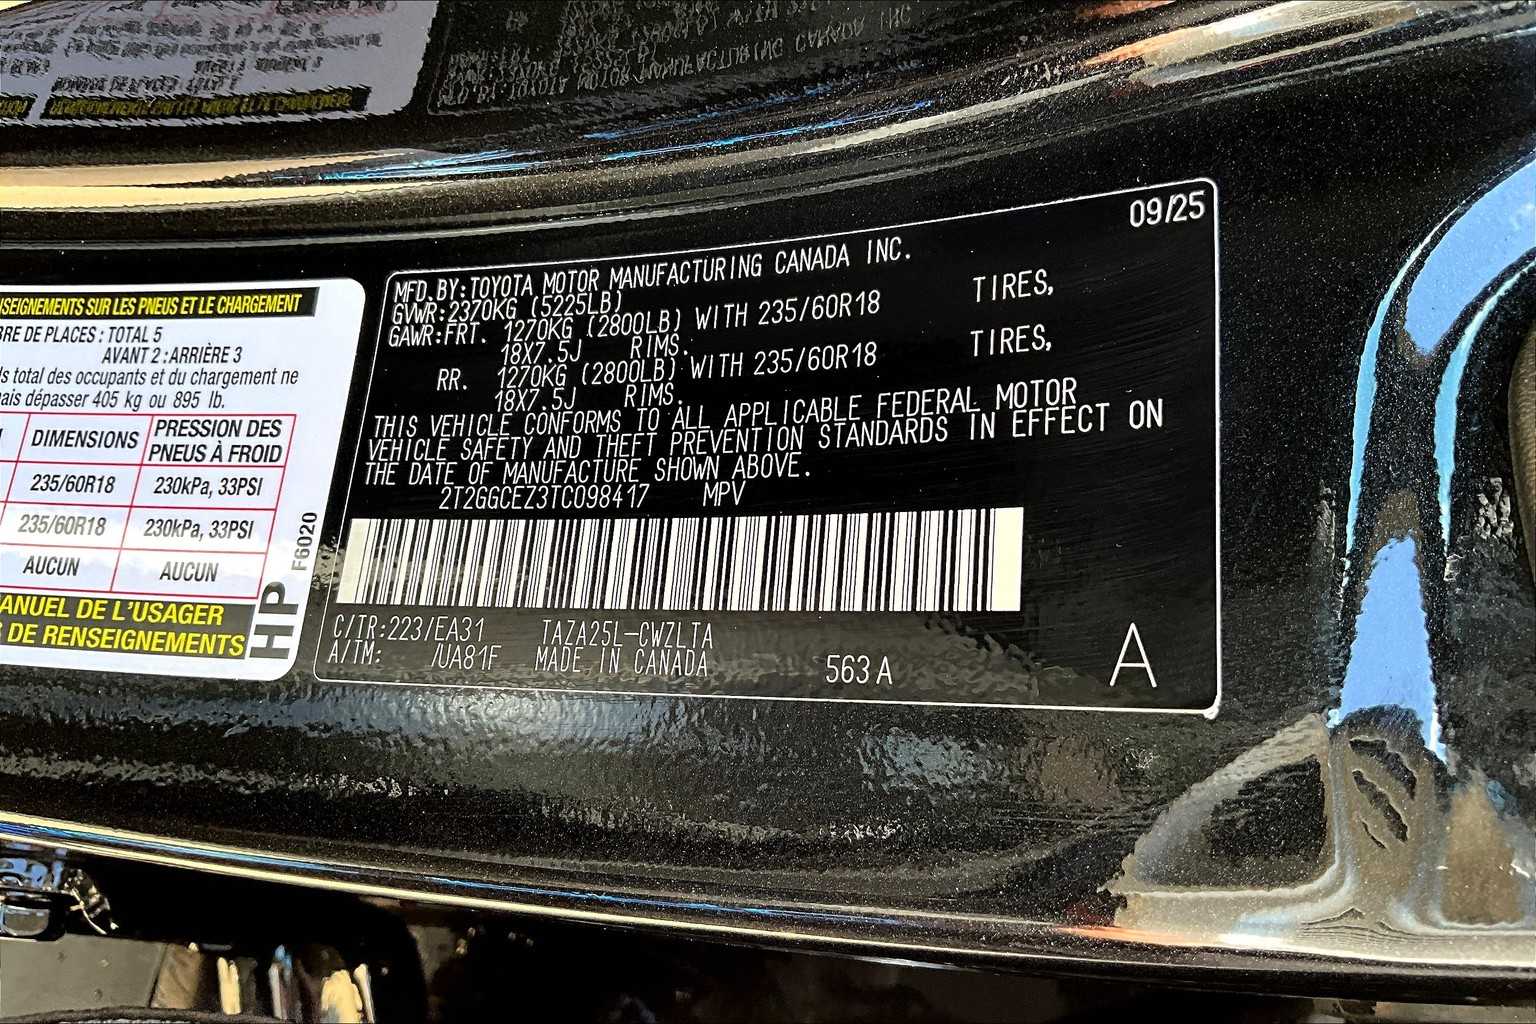 NSEIGNEMENTS SUR LES PNEUS ET LE CHARGEMENT
BRE DE PLACES : TOTAL 5
AVANT 2 : ARRIÈRE 3
ds total des occupants et du chargement ne
mais dépasser 405 kg ou 895 lb.
DIMENSIONS PRESSION DES PNEUS À FROID
235/60R18 230kPa, 33PSI
235/60R18 230kPa, 33PSI
AUCUN AUCUN
ANUEL DE L'USAGER
R DE RENSEIGNEMENTS
HP F6020
09/25
MFD.BY:TOYOTA MOTOR MANUFACTURING CANADA INC.
GVWR:2370KG (5225LB)
GAWR:FRT. 1270KG (2800LB) WITH 235/60R18 TIRES,
18X7.5J RIMS.
RR. 1270KG (2800LB) WITH 235/60R18 TIRES,
18X7.5J RIMS.
THIS VEHICLE CONFORMS TO ALL APPLICABLE FEDERAL MOTOR
VEHICLE SAFETY AND THEFT PREVENTION STANDARDS IN EFFECT ON
THE DATE OF MANUFACTURE SHOWN ABOVE.
2T2GGCEZ3TC098417 MPV
C/TR:223/EA31 TAZA25L-CWZLTA
A/TM: /UA81F MADE IN CANADA
563A
A